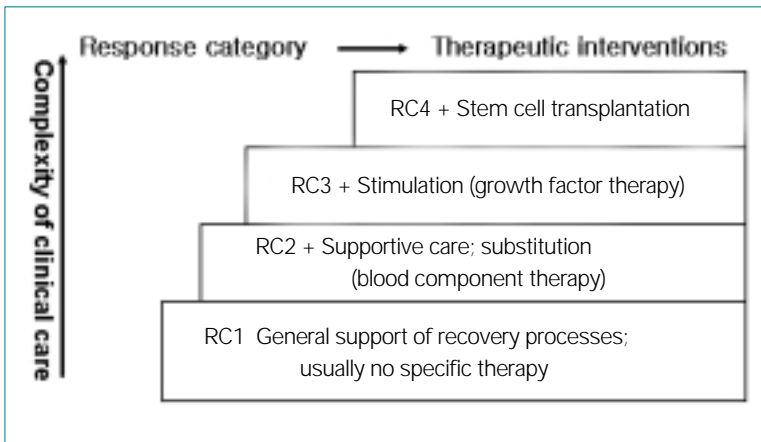 Response category Therapeutic interventions
Complexity of clinical care
RC4 + Stem cell transplantation
RC3 + Stimulation (growth factor therapy)
RC2 + Supportive care; substitution
(blood component therapy)
RC1 General support of recovery processes;
usually no specific therapy